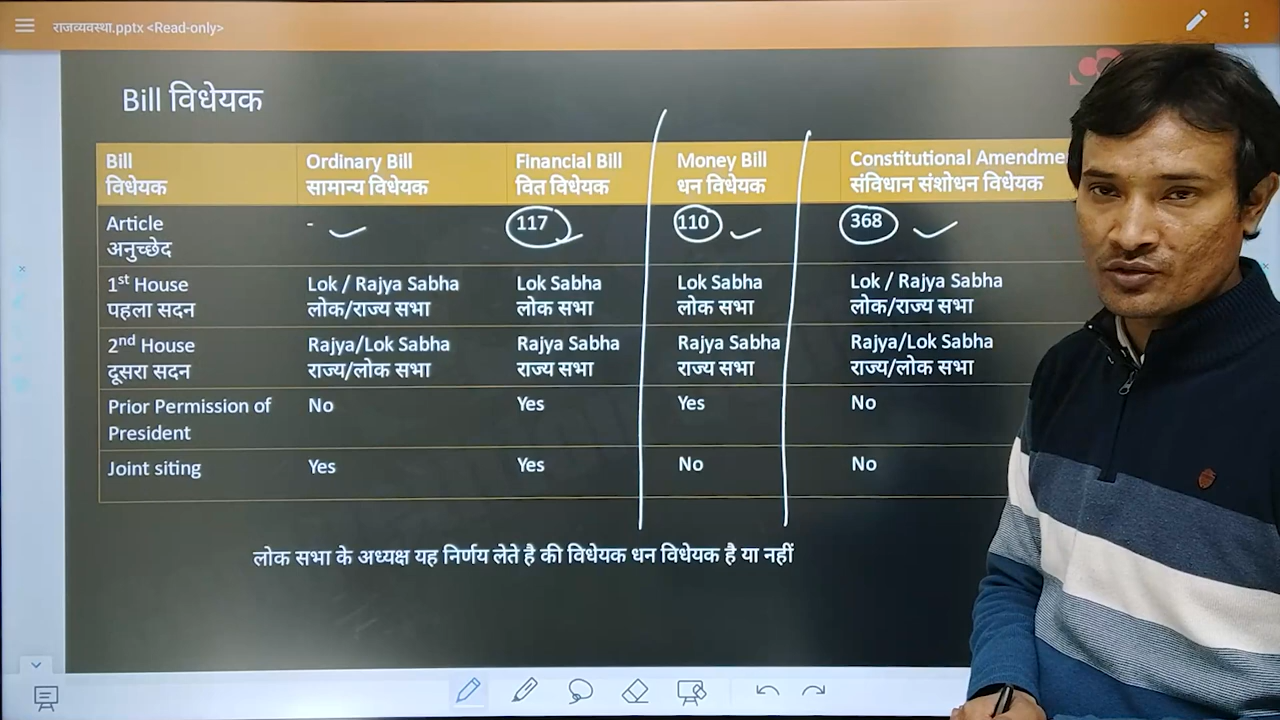 राजव्यवस्था.pptx <Read-only>
Bill विधेयक
Bill Ordinary Bill Financial Bill Money Bill Constitutional Amendme
विधेयक सामान्य विधेयक वित विधेयक धन विधेयक संविधान संशोधन विधेयक
Article - 117 110 368
अनुच्छेद
1st House Lok / Rajya Sabha Lok Sabha Lok Sabha Lok / Rajya Sabha
पहला सदन लोक/राज्य सभा लोक सभा लोक सभा लोक/राज्य सभा
2nd House Rajya/Lok Sabha Rajya Sabha Rajya Sabha Rajya/Lok Sabha
दूसरा सदन राज्य/लोक सभा राज्य सभा राज्य सभा राज्य/लोक सभा
Prior Permission of No Yes Yes No
President
Joint siting Yes Yes No No
लोक सभा के अध्यक्ष यह निर्णय लेते है की विधेयक धन विधेयक है या नहीं